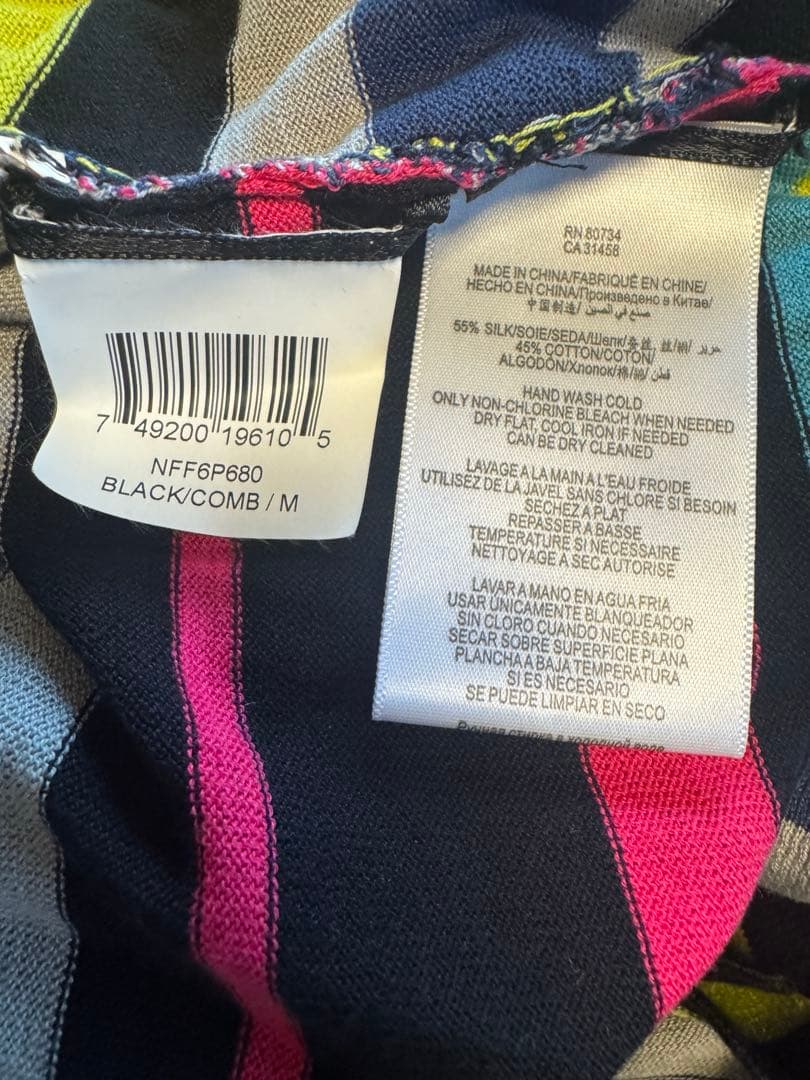 7 49200 19610 5
NFF6P680
BLACK/COMB / M
RN 80734
CA 31458
MADE IN CHINA/FABRIQUÉ EN CHINE/
HECHO EN CHINA/Произведено в Китае/
中国制造/ صنع في الصين/
55% SILK/SOIE/SEDA/Шелк/ 丝/ حرير
45% COTTON/COTON/
ALGODÓN/Хлопок/棉/ قطن
HAND WASH COLD
ONLY NON-CHLORINE BLEACH WHEN NEEDED
DRY FLAT, COOL IRON IF NEEDED
CAN BE DRY CLEANED
LAVAGE A LA MAIN A L'EAU FROIDE
UTILISEZ DE LA JAVEL SANS CHLORE SI BESOIN
SECHEZ A PLAT
REPASSER A BASSE
TEMPERATURE SI NECESSAIRE
NETTOYAGE A SEC AUTORISE
LAVAR A MANO EN AGUA FRIA
USAR ÚNICAMENTE BLANQUEADOR
SIN CLORO CUANDO NECESARIO
SECAR SOBRE SUPERFICIE PLANA
PLANCHA A BAJA TEMPERATURA
SI ES NECESARIO
SE PUEDE LIMPIAR EN SECO
Ручная стирка в холодной воде